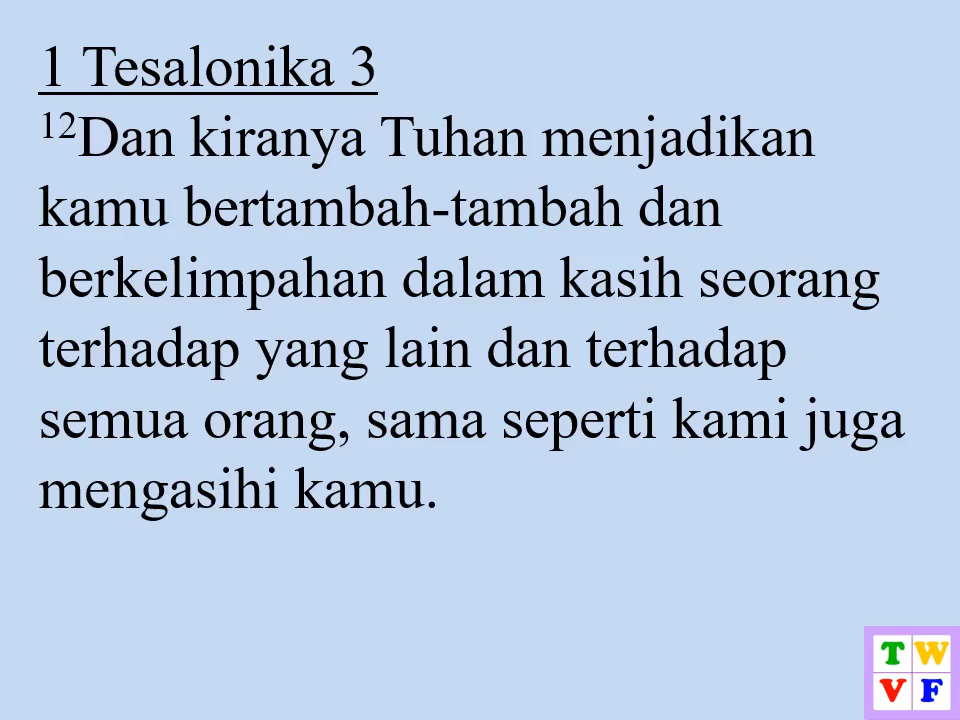 1 Tesalonika 3
12Dan kiranya Tuhan menjadikan
kamu bertambah-tambah dan
berkelimpahan dalam kasih seorang
terhadap yang lain dan terhadap
semua orang, sama seperti kami juga
mengasihi kamu.
T W
V F